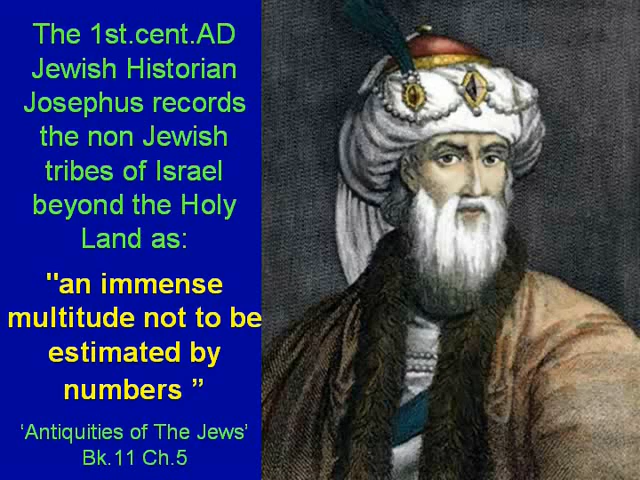 The 1st.cent.AD
Jewish Historian
Josephus records
the non Jewish
tribes of Israel
beyond the Holy
Land as:
"an immense
multitude not to be
estimated by
numbers ”
‘Antiquities of The Jews’
Bk.11 Ch.5